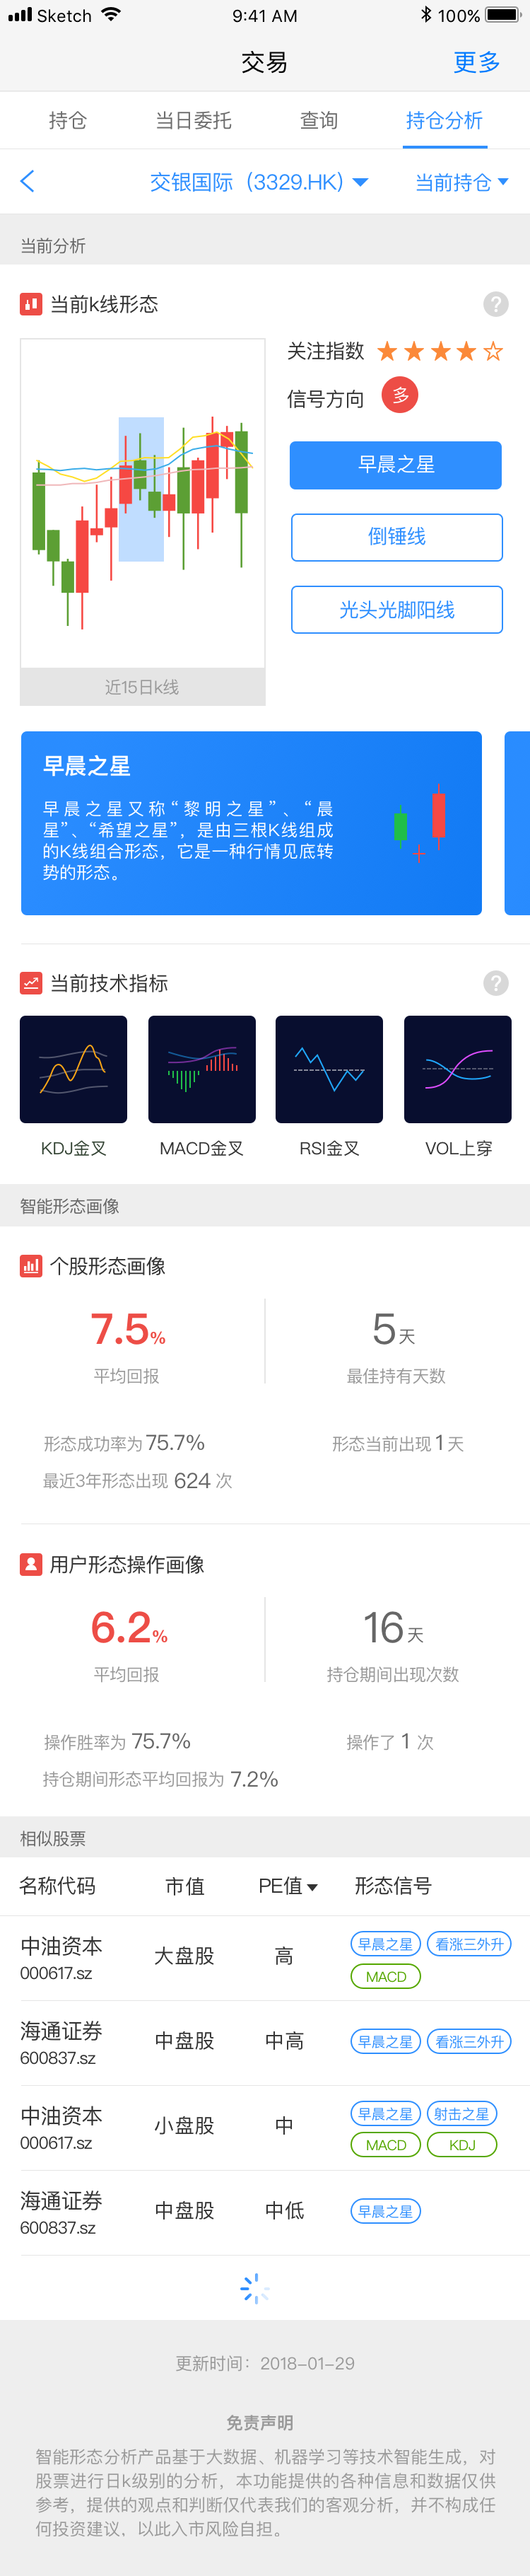 Sketch 9:41 AM 100%
交易 更多
持仓 当日委托 查询 持仓分析
交银国际（3329.HK） 当前持仓
当前分析
当前k线形态 ?
关注指数
信号方向 多
早晨之星
倒锤线
光头光脚阳线
近15日k线
早晨之星
早晨之星又称“黎明之星”、“晨
星”、“希望之星”，是由三根K线组成
的K线组合形态，它是一种行情见底转
势的形态。
当前技术指标 ?
KDJ金叉 MACD金叉 RSI金叉 VOL上穿
智能形态画像
个股形态画像
7.5% 5天
平均回报 最佳持有天数
形态成功率为 75.7% 形态当前出现 1 天
最近3年形态出现 624 次
用户形态操作画像
6.2% 16天
平均回报 持仓期间出现次数
操作胜率为 75.7% 操作了 1 次
持仓期间形态平均回报为 7.2%
相似股票
名称代码 市值 PE值 形态信号
中油资本 大盘股 高 早晨之星 看涨三外升
000617.sz MACD
海通证券 中盘股 中高 早晨之星 看涨三外升
600837.sz
中油资本 小盘股 中 早晨之星 射击之星
000617.sz MACD KDJ
海通证券 中盘股 中低 早晨之星
600837.sz
更新时间：2018-01-29
免责声明
智能形态分析产品基于大数据、机器学习等技术智能生成，对
股票进行日k级别的分析，本功能提供的各种信息和数据仅供
参考，提供的观点和判断仅代表我们的客观分析，并不构成任
何投资建议，以此入市风险自担。